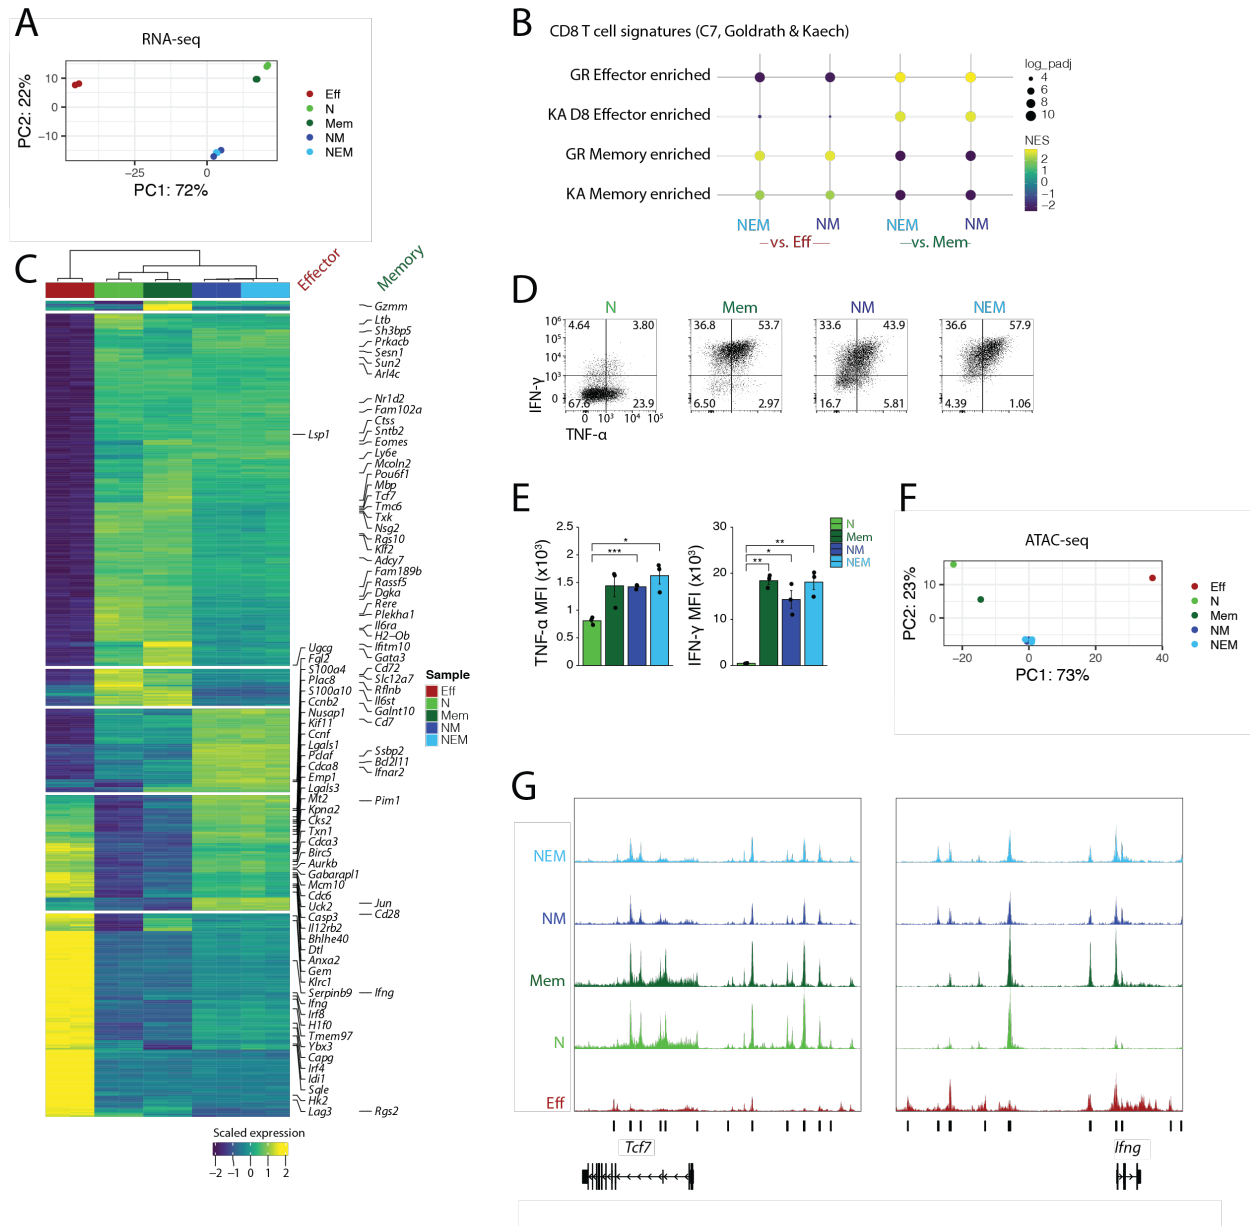 A
RNA-seq
PC2: 22%
10
0
−10
−25
0
PC1: 72%
Eff
N
Mem
NM
NEM
B
CD8 T cell signatures (C7, Goldrath & Kaech)
GR Effector enriched
KA D8 Effector enriched
GR Memory enriched
KA Memory enriched
NEM
NM
NEM
NM
vs. Eff
vs. Mem
log_padj
4
6
8
10
NES
2
1
0
−1
−2
C
Effector
Memory
Lsp1
Ugcg
Fgl2
S100a4
Plac8
S100a10
Ccnb2
Nusap1
Kif11
Ccnf
Lgals1
Pclaf
Cdca8
Emp1
Lgals3
Mt2
Kpna2
Cks2
Txn1
Cdca3
Birc5
Aurkb
Gabarapl1
Mcm10
Cdc6
Uck2
Casp3
Il12rb2
Bhlhe40
Dtl
Anxa2
Gem
Klrc1
Serpinb9
Ifng
Irf8
H1f0
Tmem97
Ybx3
Capg
Irf4
Idi1
Sqle
Hk2
Lag3
Gzmm
Ltb
Sh3bp5
Prkacb
Sesn1
Sun2
Arl4c
Nr1d2
Fam102a
Ctss
Sntb2
Eomes
Ly6e
Mcoln2
Pou6f1
Mbp
Tcf7
Tmc6
Txk
Nsg2
Rgs10
Klf2
Adcy7
Fam189b
Rassf5
Dgka
Rere
Plekha1
Il6ra
H2−Ob
Ifitm10
Gata3
Cd72
Slc12a7
Rflnb
Il6st
Galnt10
Cd7
Ssbp2
Bcl2l11
Ifnar2
Pim1
Jun
Cd28
Ifng
Rgs2
Sample
Eff
N
Mem
NM
NEM
Scaled expression
−2 −1 0 1 2
D
N
Mem
NM
NEM
IFN-γ
10⁶
10⁵
10⁴
10³
0
4.64
3.80
67.6
23.9
36.8
53.7
6.50
2.97
33.6
43.9
16.7
5.81
36.6
57.9
4.39
1.06
0 10³ 10⁴ 10⁵
TNF-α
E
TNF-α MFI (x10³)
2.5
2
1.5
1
0.5
0
*
***
IFN-γ MFI (x10³)
30
20
10
0
**
*
**
N
Mem
NM
NEM
F
ATAC-seq
PC2: 23%
10
0
−20
0
20
40
PC1: 73%
Eff
N
Mem
NM
NEM
G
NEM
NM
Mem
N
Eff
Tcf7
Ifng